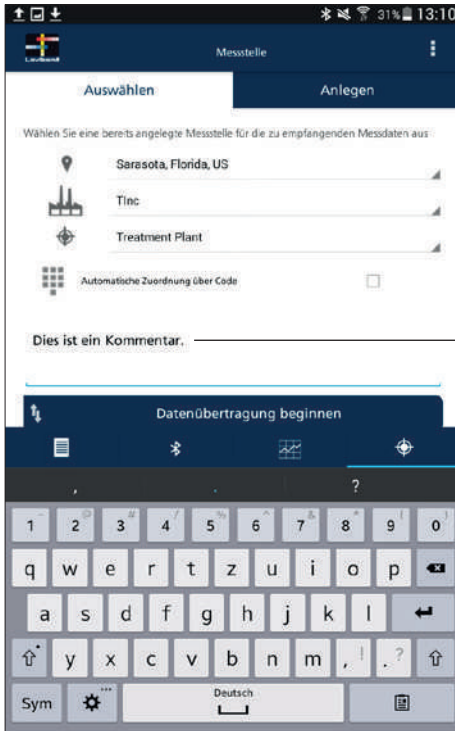 31% 13:10
Messstelle
Auswählen Anlegen
Wählen Sie eine bereits angelegte Messstelle für die zu empfangenden Messdaten aus
Sarasota, Florida, US
TInc
Treatment Plant
Automatische Zuordnung über Code
Dies ist ein Kommentar.
Datenübertragung beginnen
, . ?
1 2 3 4 5 6 7 8 9 0
q w e r t z u i o p
a s d f g h j k l
y x c v b n m , ! . ?
Sym Deutsch